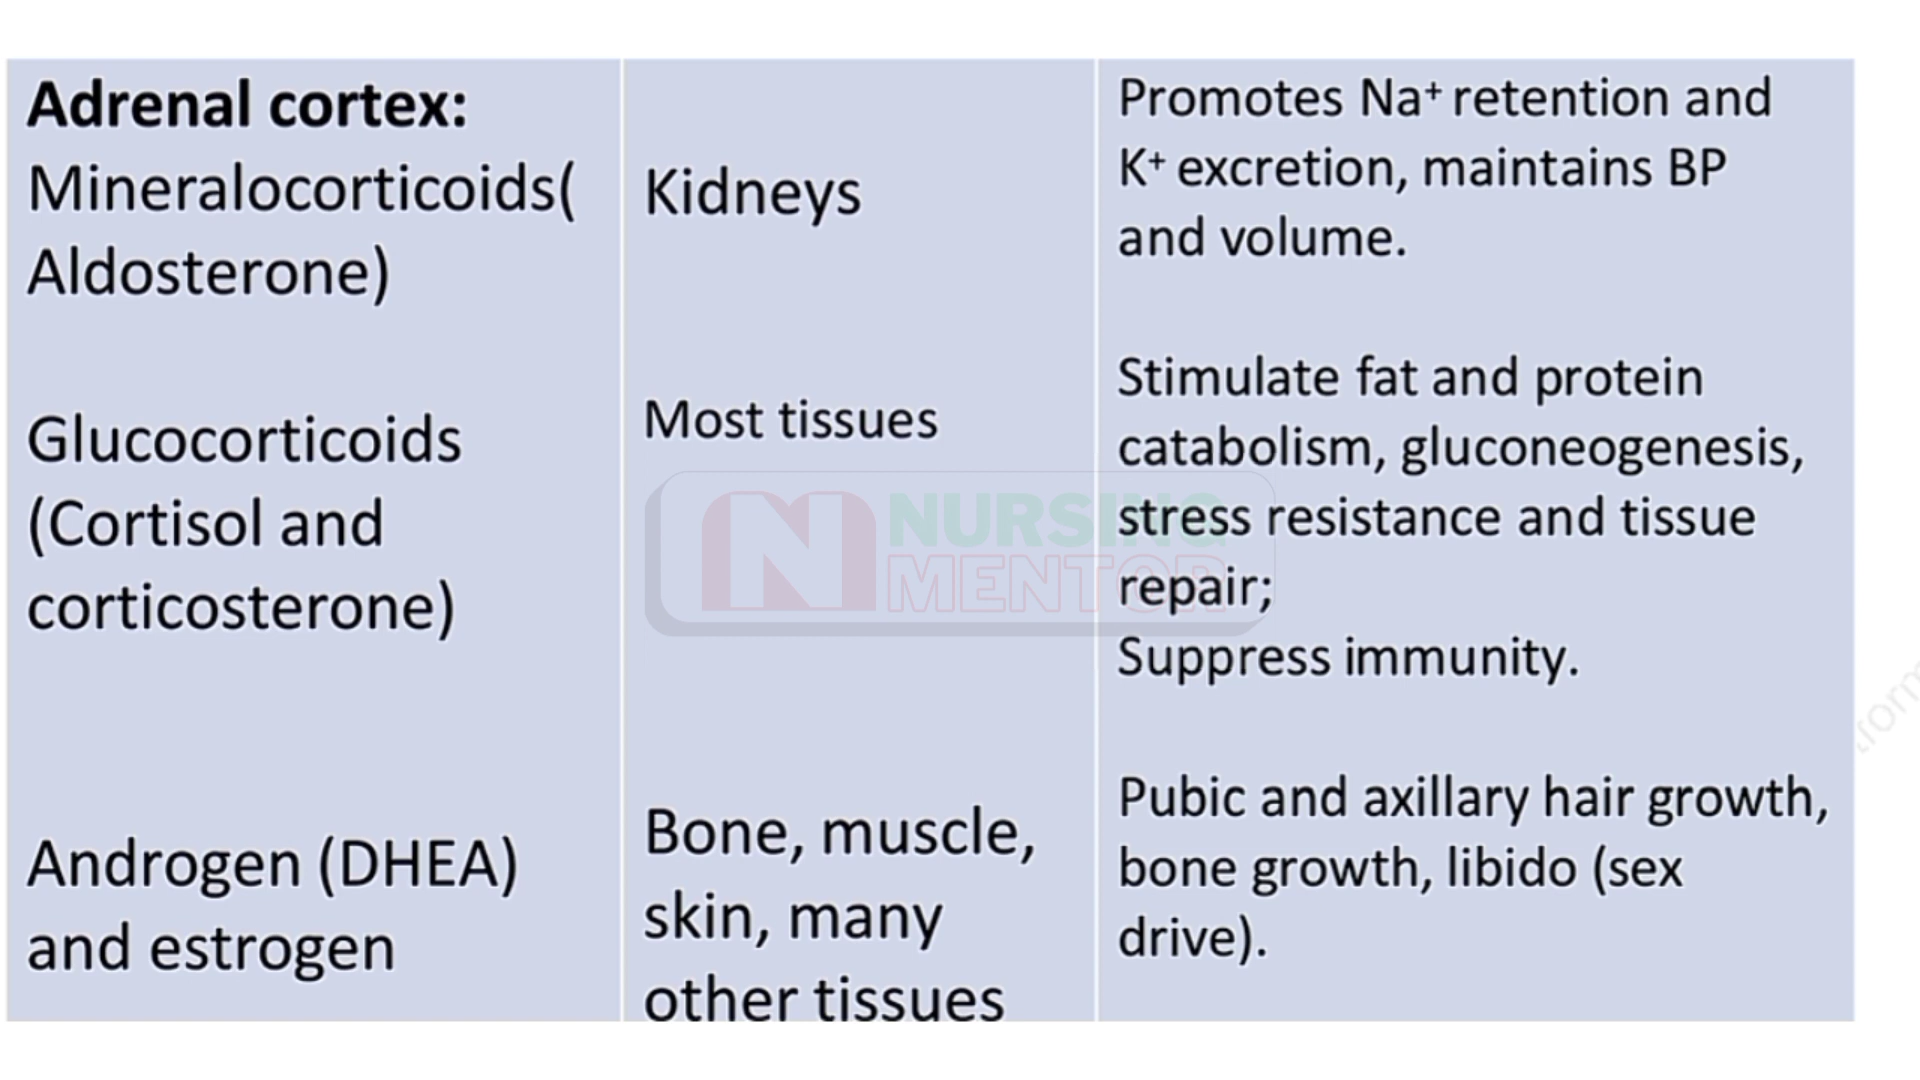 Adrenal cortex:
Mineralocorticoids(
Aldosterone)
Glucocorticoids
(Cortisol and
corticosterone)
Androgen (DHEA)
and estrogen
Kidneys
Most tissues
Bone, muscle,
skin, many
other tissues
Promotes Na⁺ retention and
K⁺ excretion, maintains BP
and volume.
Stimulate fat and protein
catabolism, gluconeogenesis,
stress resistance and tissue
repair;
Suppress immunity.
Pubic and axillary hair growth,
bone growth, libido (sex
drive).
NURSING
MENTOR